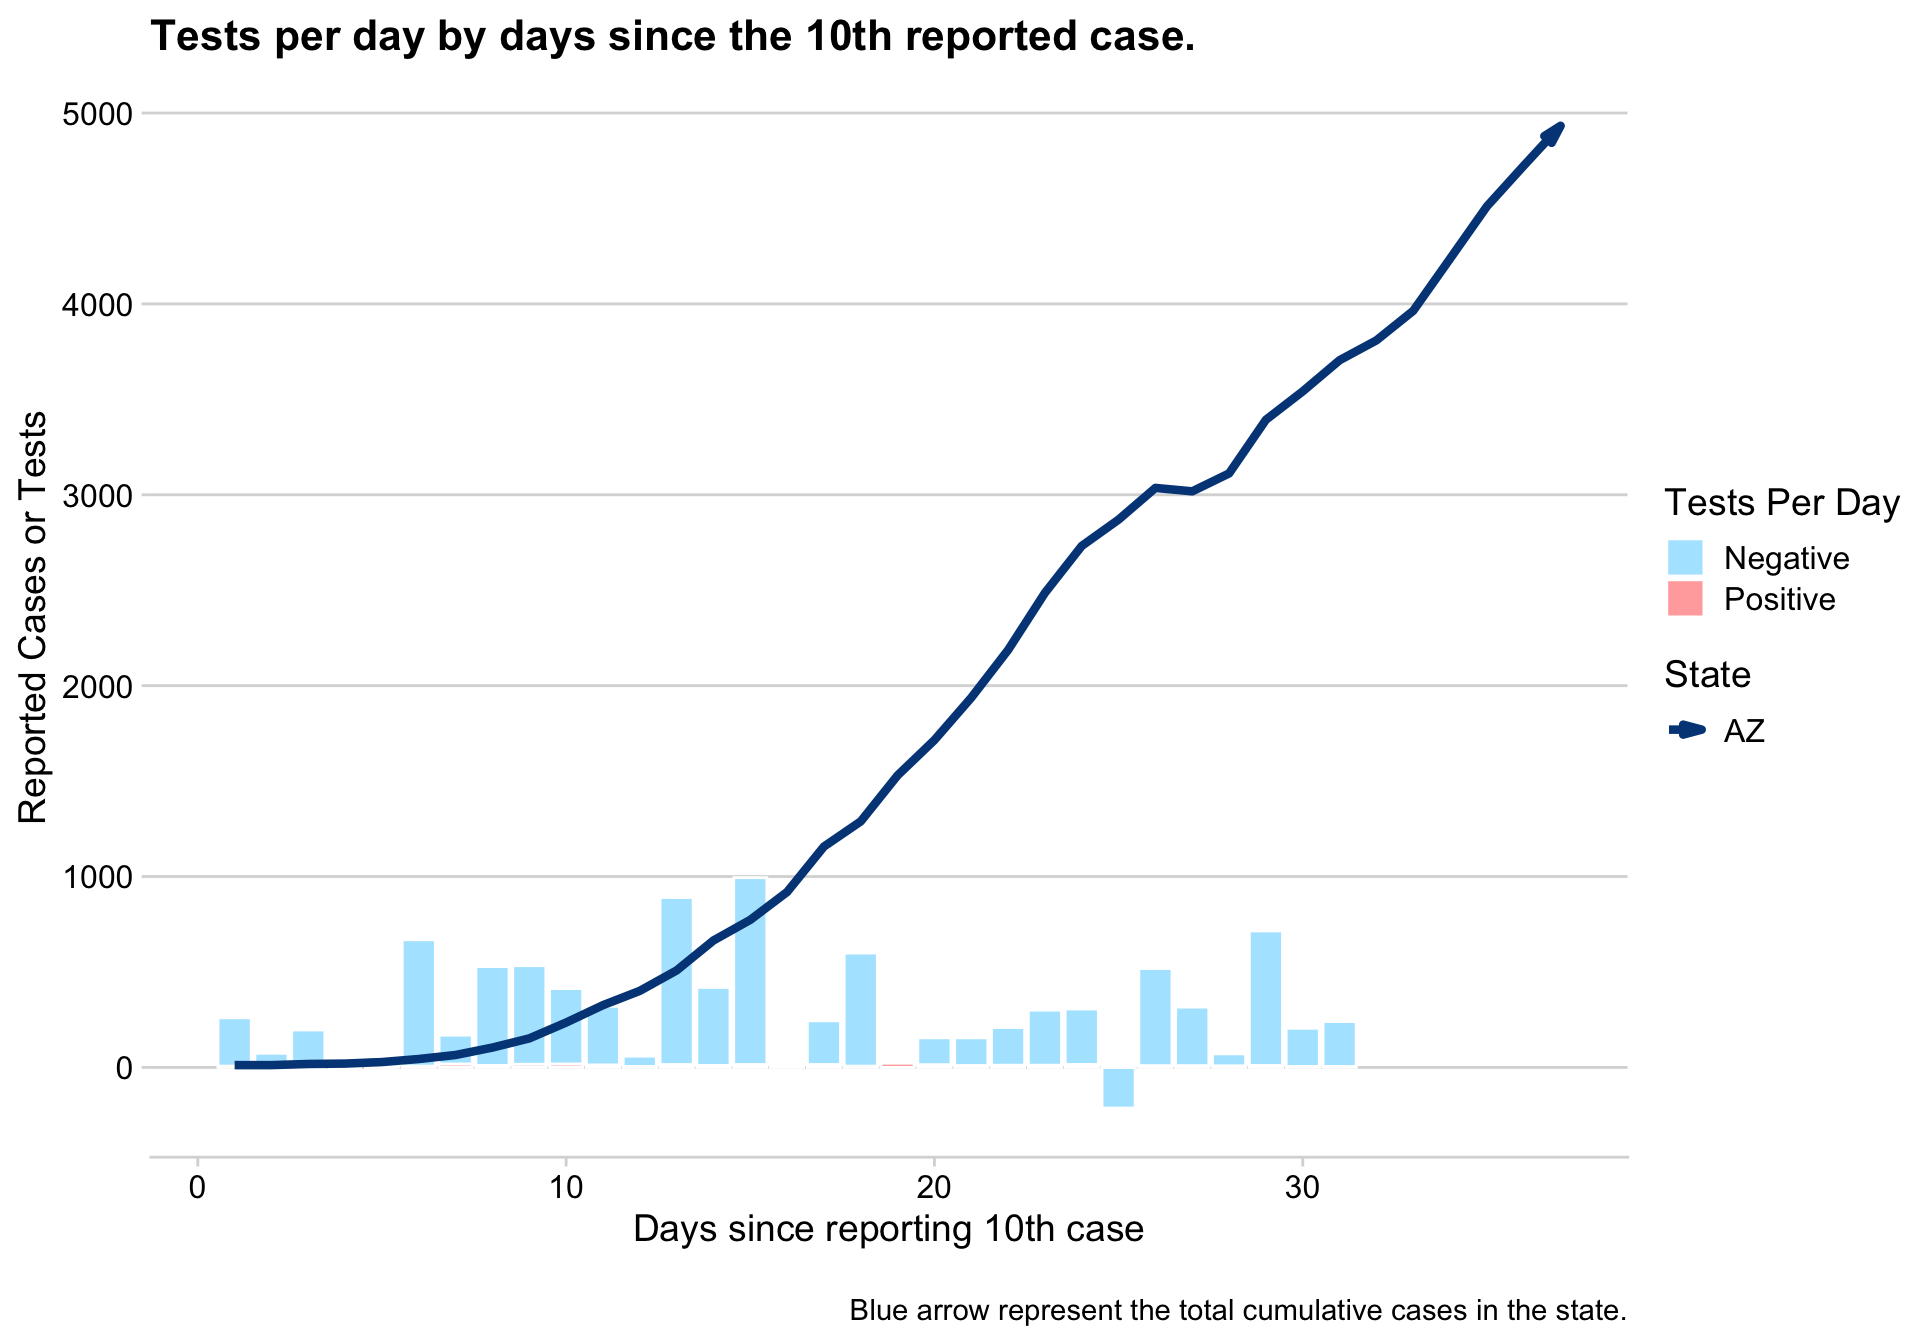 Tests per day by days since the 10th reported case.
5000
4000
3000
2000
1000
0
Reported Cases or Tests
0 10 20 30
Days since reporting 10th case
Tests Per Day
Negative
Positive
State
AZ
Blue arrow represent the total cumulative cases in the state.